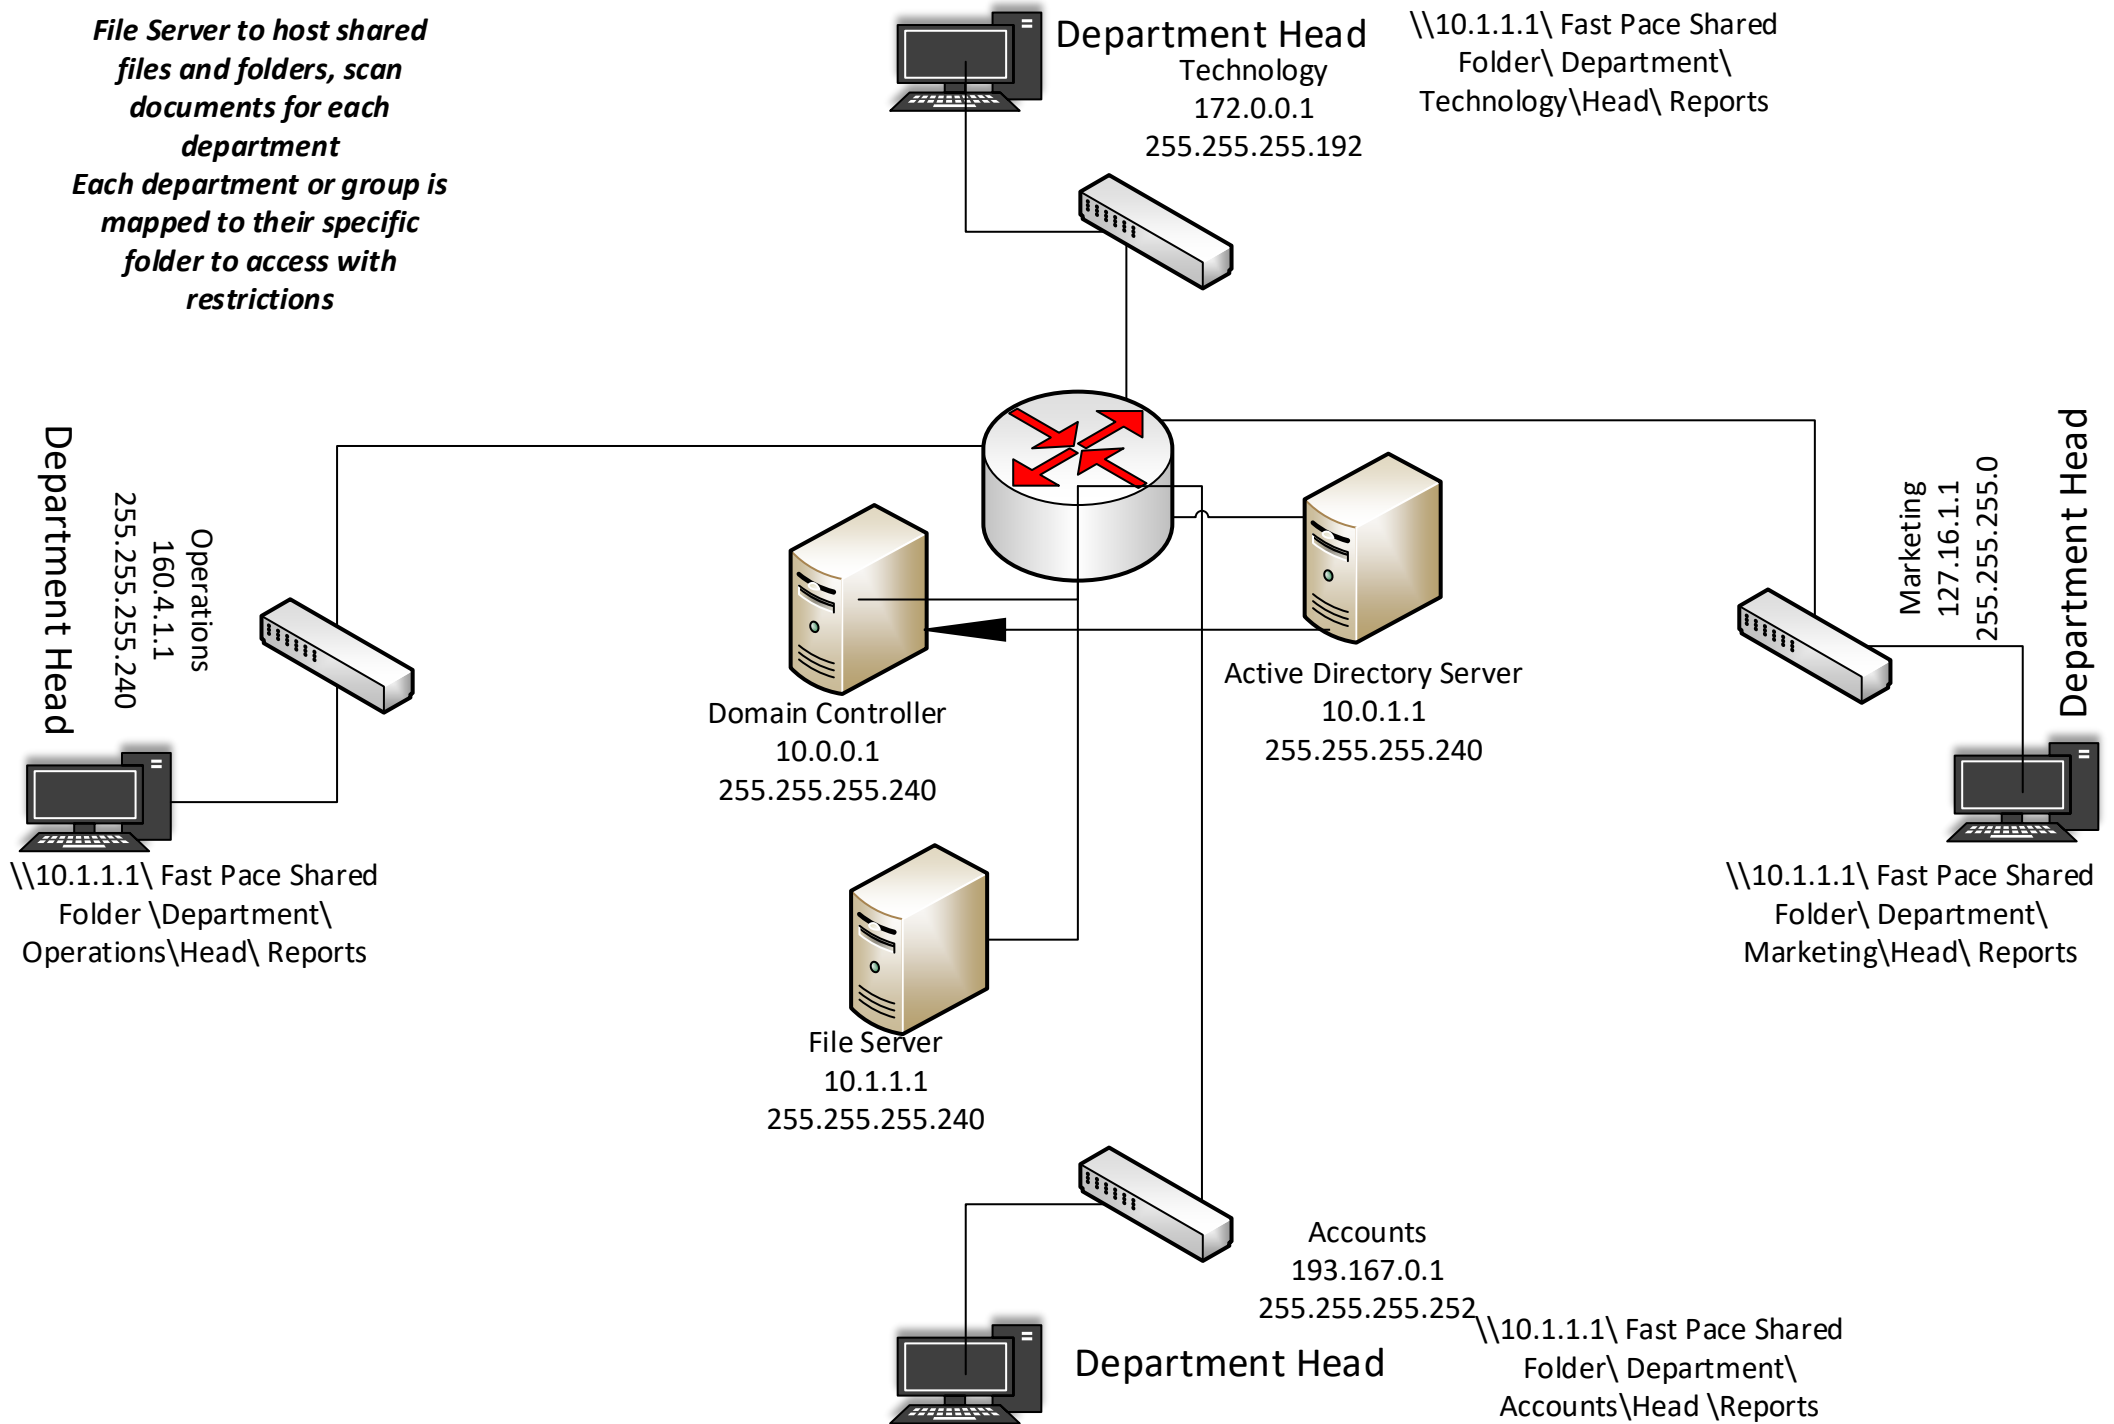 File Server to host shared
files and folders, scan
documents for each
department
Each department or group is
mapped to their specific
folder to access with
restrictions
Department Head
Technology
172.0.0.1
255.255.255.192
\\10.1.1.1\ Fast Pace Shared
Folder\ Department\
Technology\Head\ Reports
Department Head
Operations
160.4.1.1
255.255.255.240
\\10.1.1.1\ Fast Pace Shared
Folder \Department\
Operations\Head\ Reports
Domain Controller
10.0.0.1
255.255.255.240
Active Directory Server
10.0.1.1
255.255.255.240
Marketing
127.16.1.1
255.255.255.0
Department Head
\\10.1.1.1\ Fast Pace Shared
Folder\ Department\
Marketing\Head\ Reports
File Server
10.1.1.1
255.255.255.240
Accounts
193.167.0.1
255.255.255.252
Department Head
\\10.1.1.1\ Fast Pace Shared
Folder\ Department\
Accounts\Head \Reports